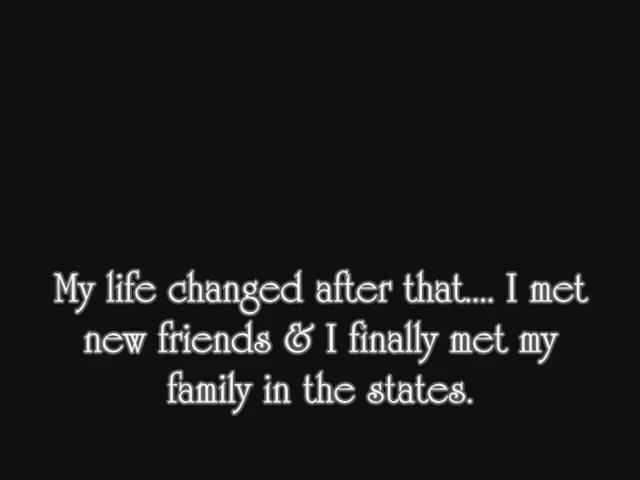 My life changed after that.... I met
new friends & I finally met my
family in the states.